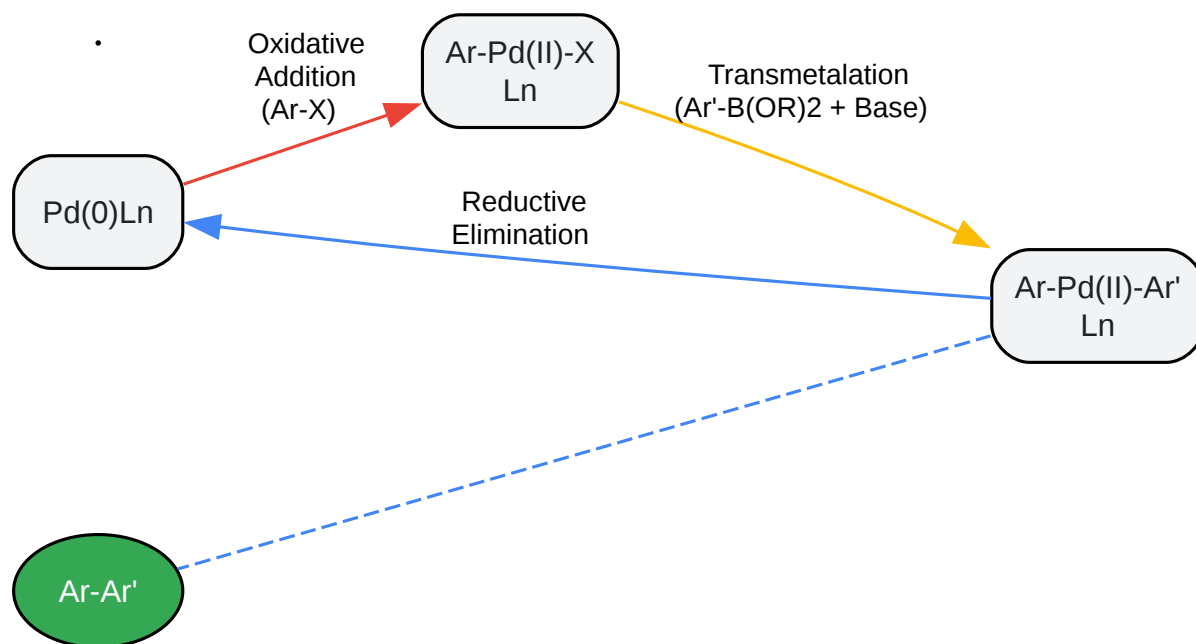 Oxidative
Addition
(Ar-X)
Ar-Pd(II)-X
Ln
Transmetalation
(Ar'-B(OR)2 + Base)
Pd(0)Ln
Reductive
Elimination
Ar-Pd(II)-Ar'
Ln
Ar-Ar'